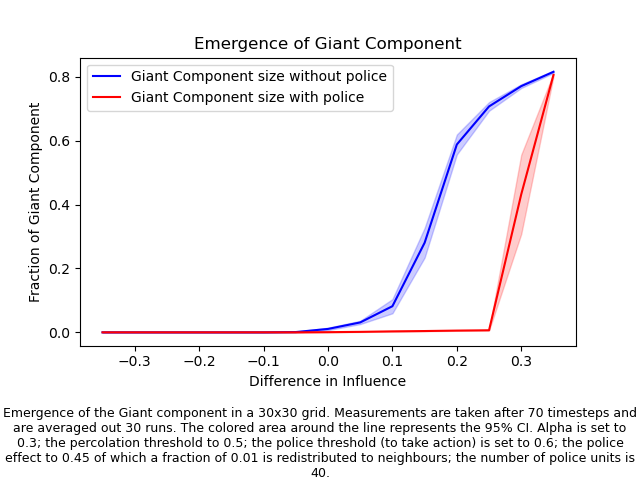 Emergence of Giant Component
Giant Component size without police
Giant Component size with police
Fraction of Giant Component
0.8
0.6
0.4
0.2
0.0
−0.3 −0.2 −0.1 0.0 0.1 0.2 0.3
Difference in Influence
Emergence of the Giant component in a 30x30 grid. Measurements are taken after 70 timesteps and
are averaged out 30 runs. The colored area around the line represents the 95% CI. Alpha is set to
0.3; the percolation threshold to 0.5; the police threshold (to take action) is set to 0.6; the police
effect to 0.45 of which a fraction of 0.01 is redistributed to neighbours; the number of police units is
40.